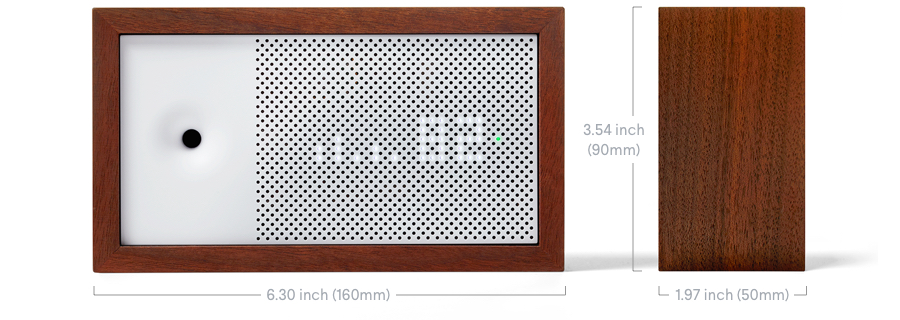 3.54 inch
(90mm)
6.30 inch (160mm)
1.97 inch (50mm)